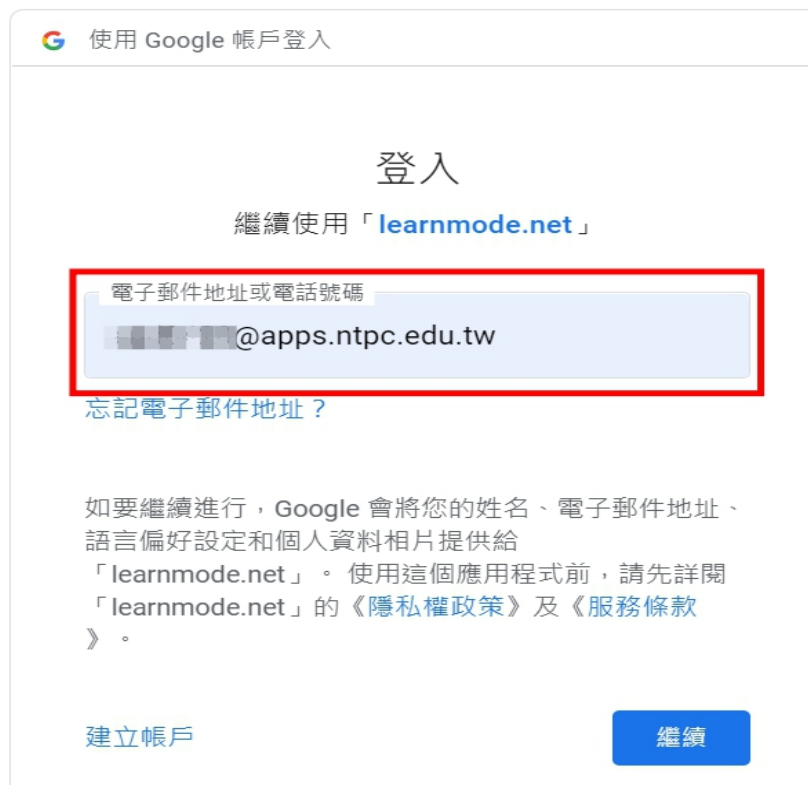 使用 Google 帳戶登入
登入
繼續使用「learnmode.net」
電子郵件地址或電話號碼
@apps.ntpc.edu.tw
忘記電子郵件地址？
如要繼續進行，Google 會將您的姓名、電子郵件地址、
語言偏好設定和個人資料相片提供給
「learnmode.net」。 使用這個應用程式前，請先詳閱
「learnmode.net」的《隱私權政策》及《服務條款
》。
建立帳戶
繼續